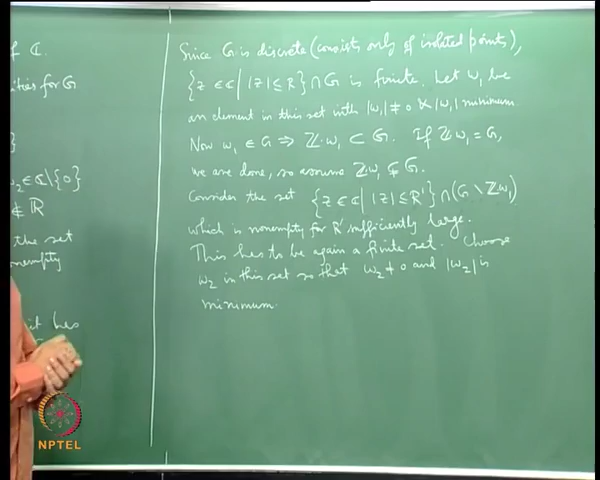 of ℂ.
ities for G
}
ω₂ ∈ ℂ\{0}
∉ ℝ
the set
nempty
it has
Since G is discrete (consists only of isolated points),
{z ∈ ℂ | |z| ≤ R} ∩ G is finite. Let ω₁ be
an element in this set with |ω₁| ≠ 0 & |ω₁| minimum.
Now ω₁ ∈ G ⇒ ℤ·ω₁ ⊂ G. If ℤω₁ = G,
we are done, so assume ℤω₁ ⊊ G.
Consider the set {z ∈ ℂ | |z| ≤ R'} ∩ (G \ ℤω₁)
which is nonempty for R' sufficiently large.
This has to be again a finite set. Choose
ω₂ in this set so that ω₂ ≠ 0 and |ω₂| is
minimum.
NPTEL